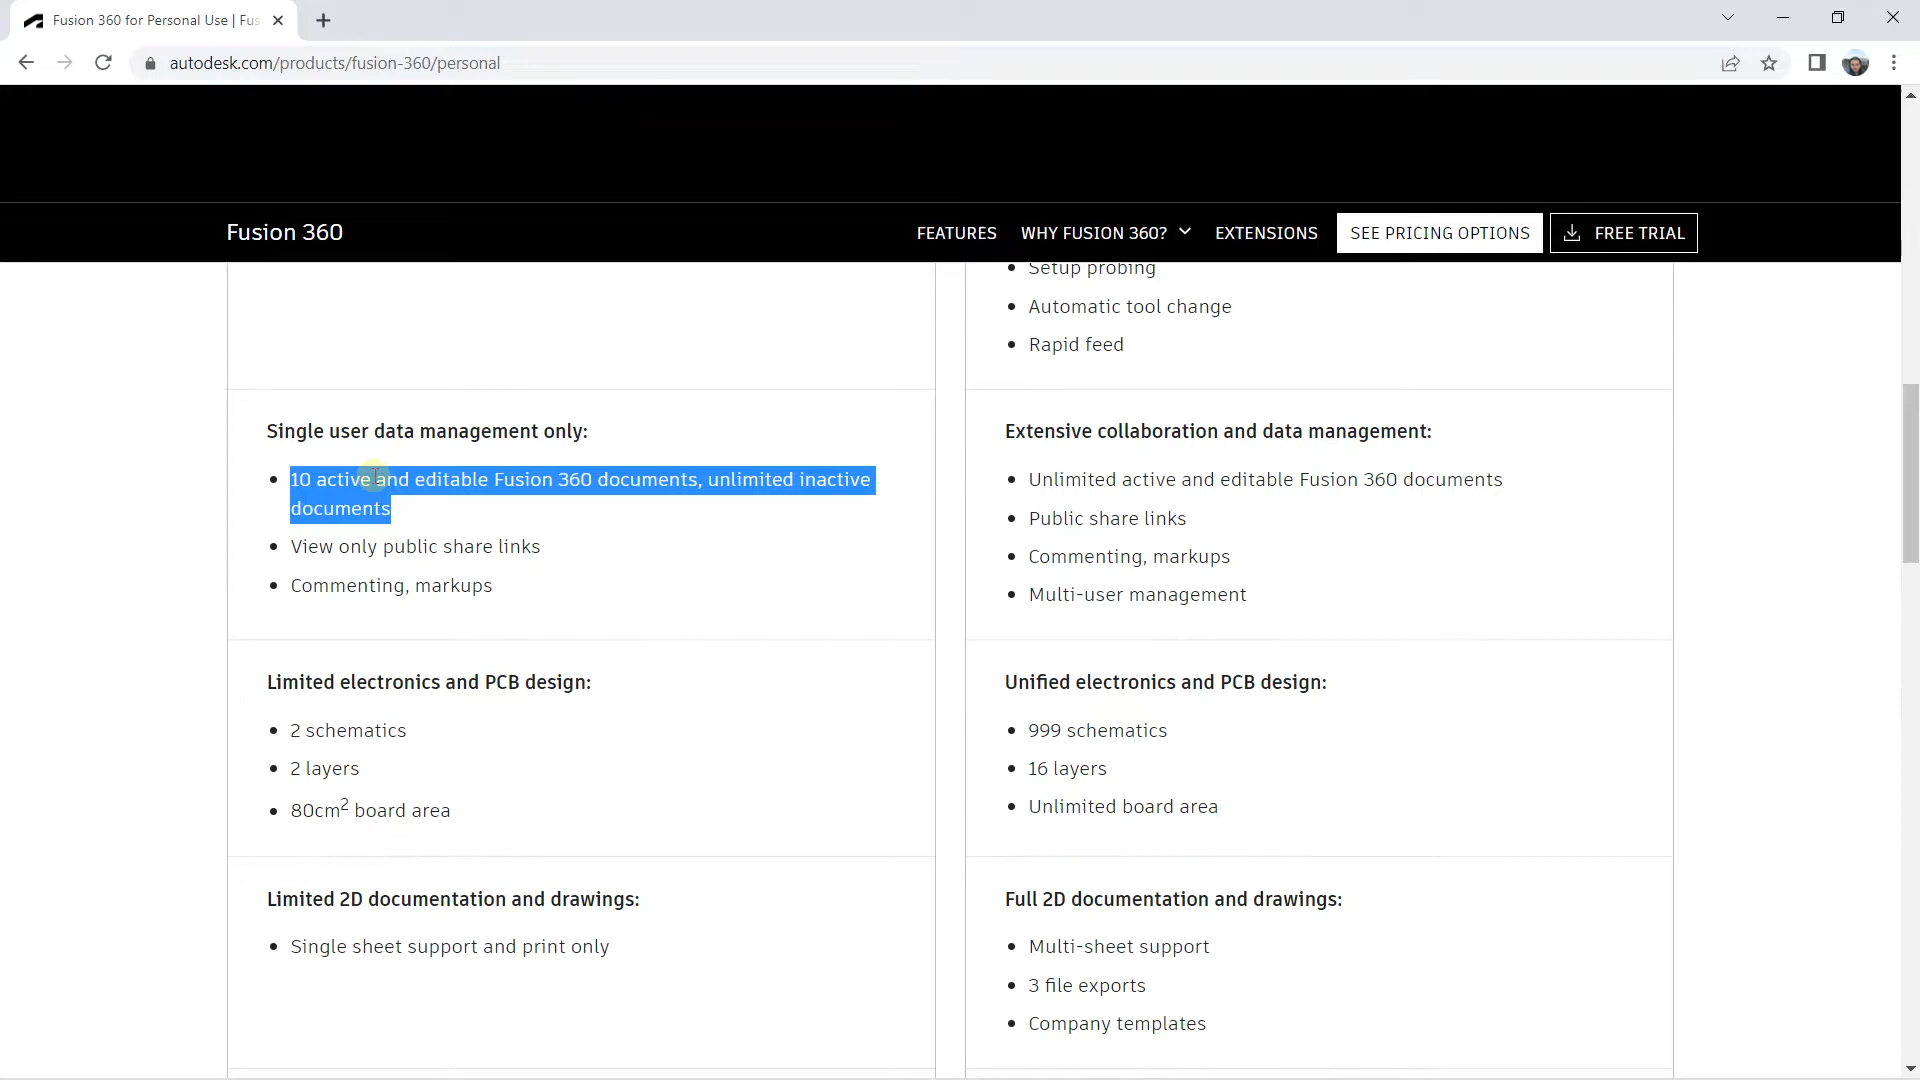 Fusion 360 for Personal Use | Fus
autodesk.com/products/fusion-360/personal
Fusion 360
FEATURES
WHY FUSION 360?
EXTENSIONS
SEE PRICING OPTIONS
FREE TRIAL
Setup probing
Automatic tool change
Rapid feed
Single user data management only:
10 active and editable Fusion 360 documents, unlimited inactive
documents
View only public share links
Commenting, markups
Extensive collaboration and data management:
Unlimited active and editable Fusion 360 documents
Public share links
Commenting, markups
Multi-user management
Limited electronics and PCB design:
2 schematics
2 layers
80cm² board area
Unified electronics and PCB design:
999 schematics
16 layers
Unlimited board area
Limited 2D documentation and drawings:
Single sheet support and print only
Full 2D documentation and drawings:
Multi-sheet support
3 file exports
Company templates